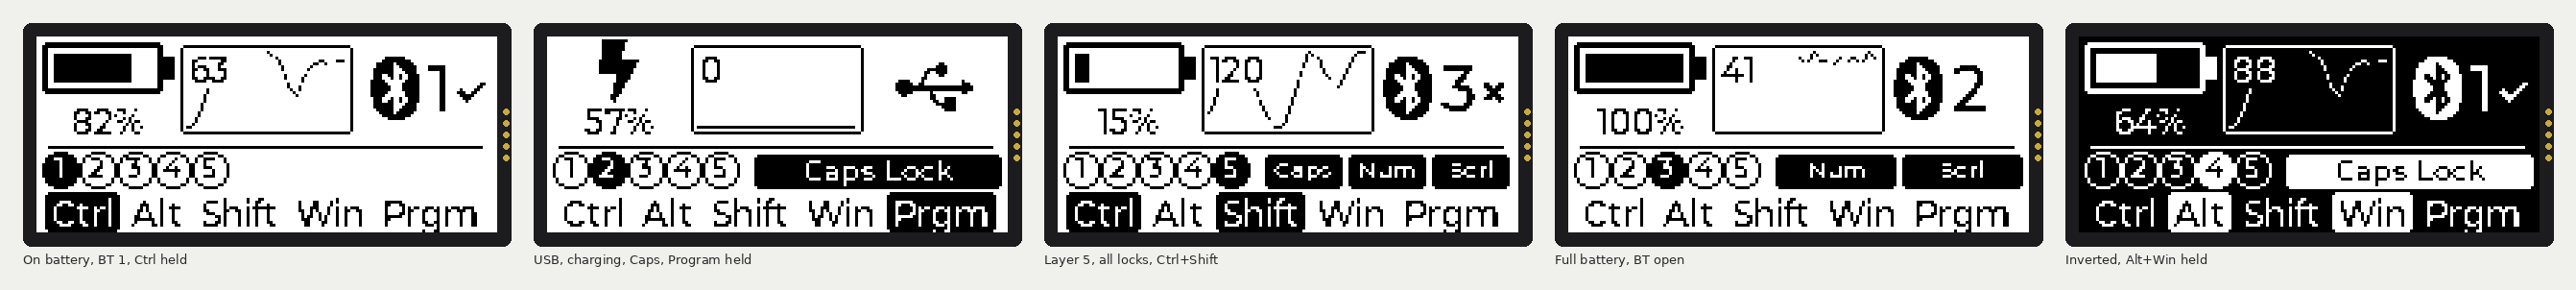 63 1
82%
1 2 3 4 5
Ctrl Alt Shift Win Prgm
On battery, BT 1, Ctrl held
0
57%
1 2 3 4 5 Caps Lock
Ctrl Alt Shift Win Prgm
USB, charging, Caps, Program held
120 3
15%
1 2 3 4 5 Caps Num Scrl
Ctrl Alt Shift Win Prgm
Layer 5, all locks, Ctrl+Shift
41 2
100%
1 2 3 4 5 Num Scrl
Ctrl Alt Shift Win Prgm
Full battery, BT open
88 1
64%
1 2 3 4 5 Caps Lock
Ctrl Alt Shift Win Prgm
Inverted, Alt+Win held